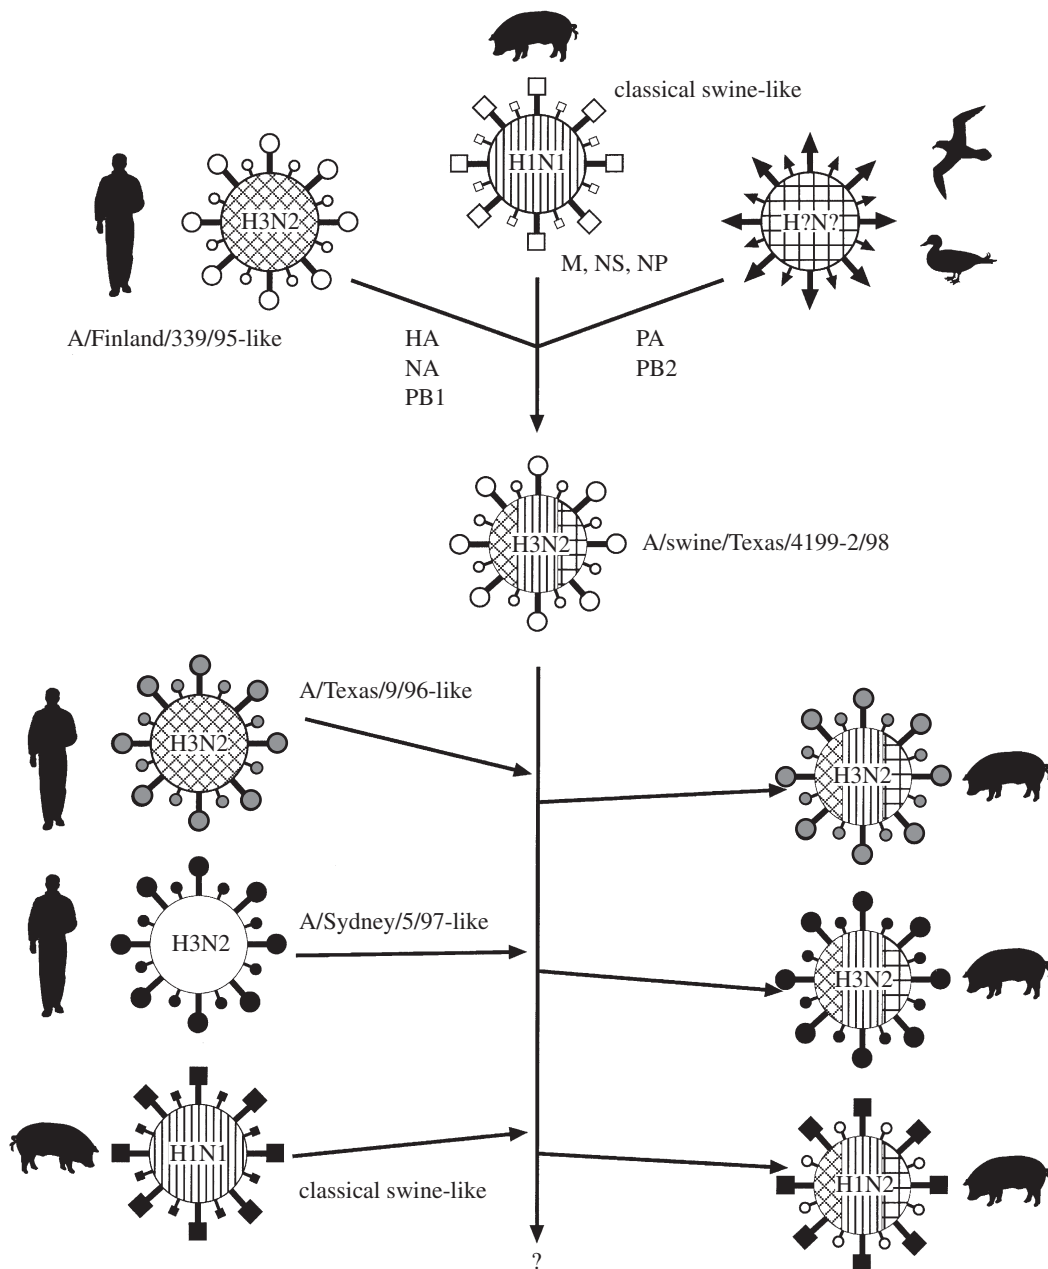 classical swine-like
H1N1
H3N2
H?N?
M, NS, NP
A/Finland/339/95-like
HA
NA
PB1
PA
PB2
H3N2
A/swine/Texas/4199-2/98
A/Texas/9/96-like
H3N2
H3N2
A/Sydney/5/97-like
H3N2
H3N2
H1N1
classical swine-like
H1N2
?